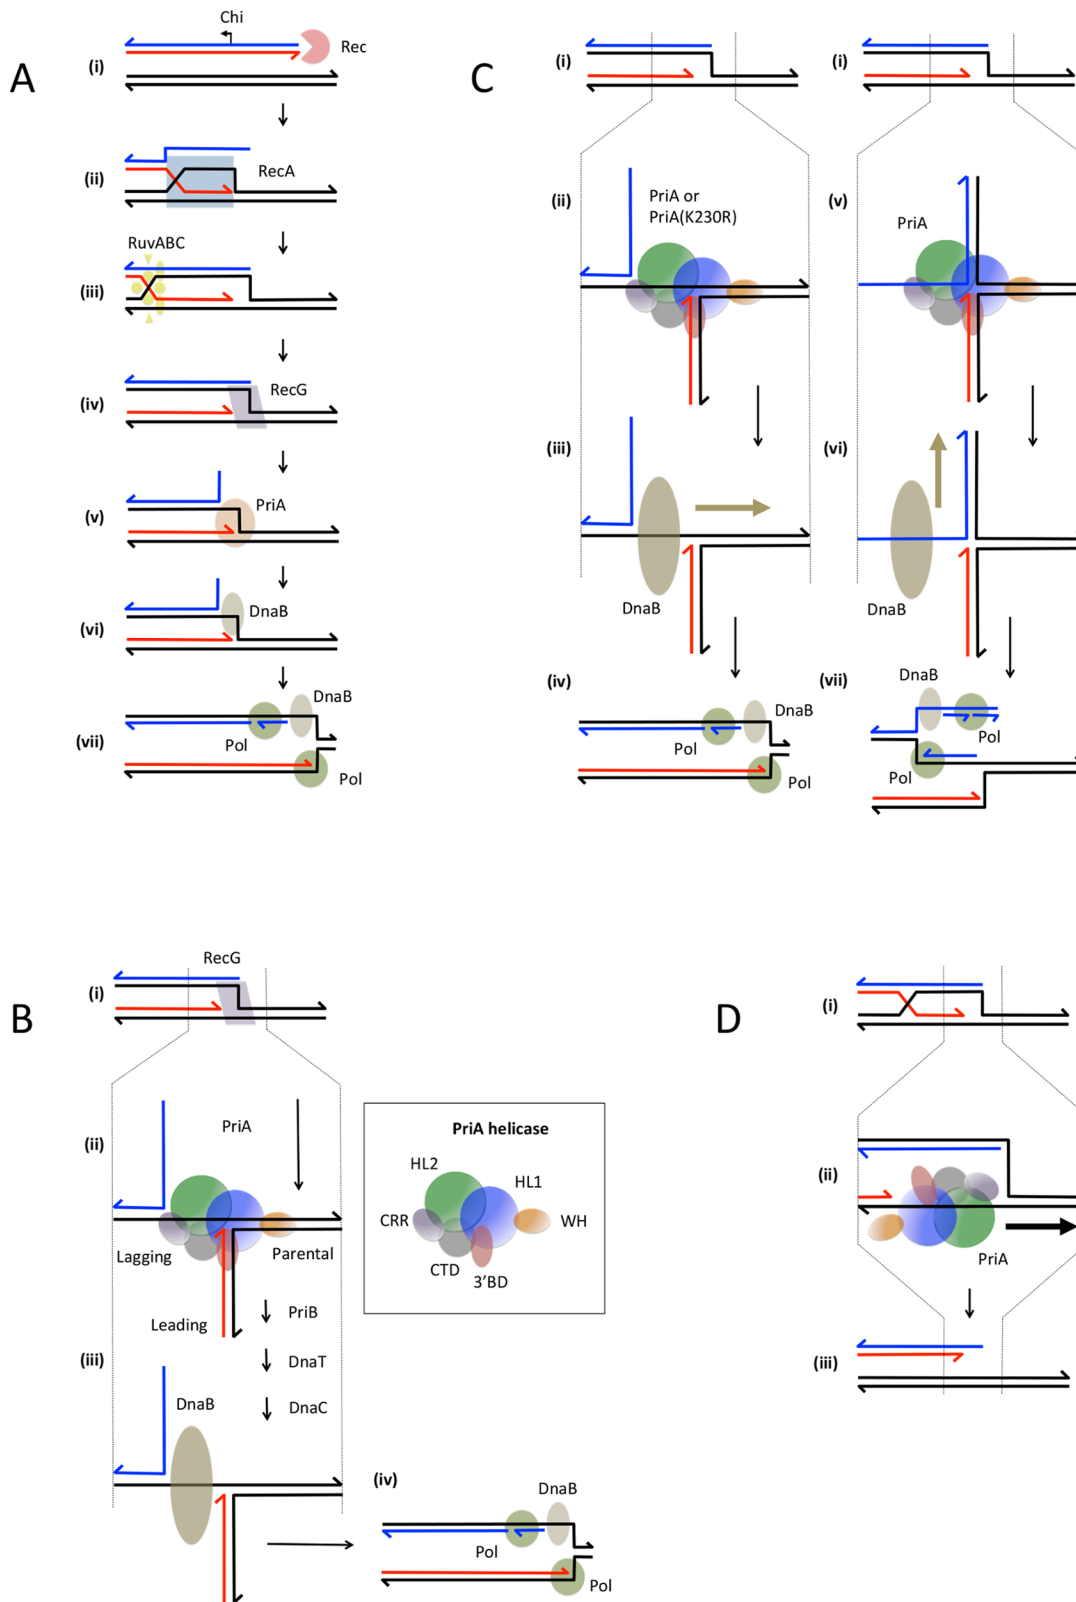 A
Chi
Rec
(i)
(ii)
RecA
RuvABC
(iii)
(iv)
RecG
(v)
PriA
(vi)
DnaB
(vii)
DnaB
Pol
Pol
C
(i)
(ii)
PriA or
PriA(K230R)
(iii)
DnaB
(iv)
DnaB
Pol
Pol
(i)
(v)
PriA
(vi)
DnaB
(vii)
DnaB
Pol
Pol
B
RecG
(i)
(ii)
PriA
Lagging
Parental
Leading
PriB
DnaT
DnaC
(iii)
DnaB
(iv)
DnaB
Pol
Pol
PriA helicase
HL2
HL1
CRR
WH
CTD
3'BD
D
(i)
(ii)
PriA
(iii)